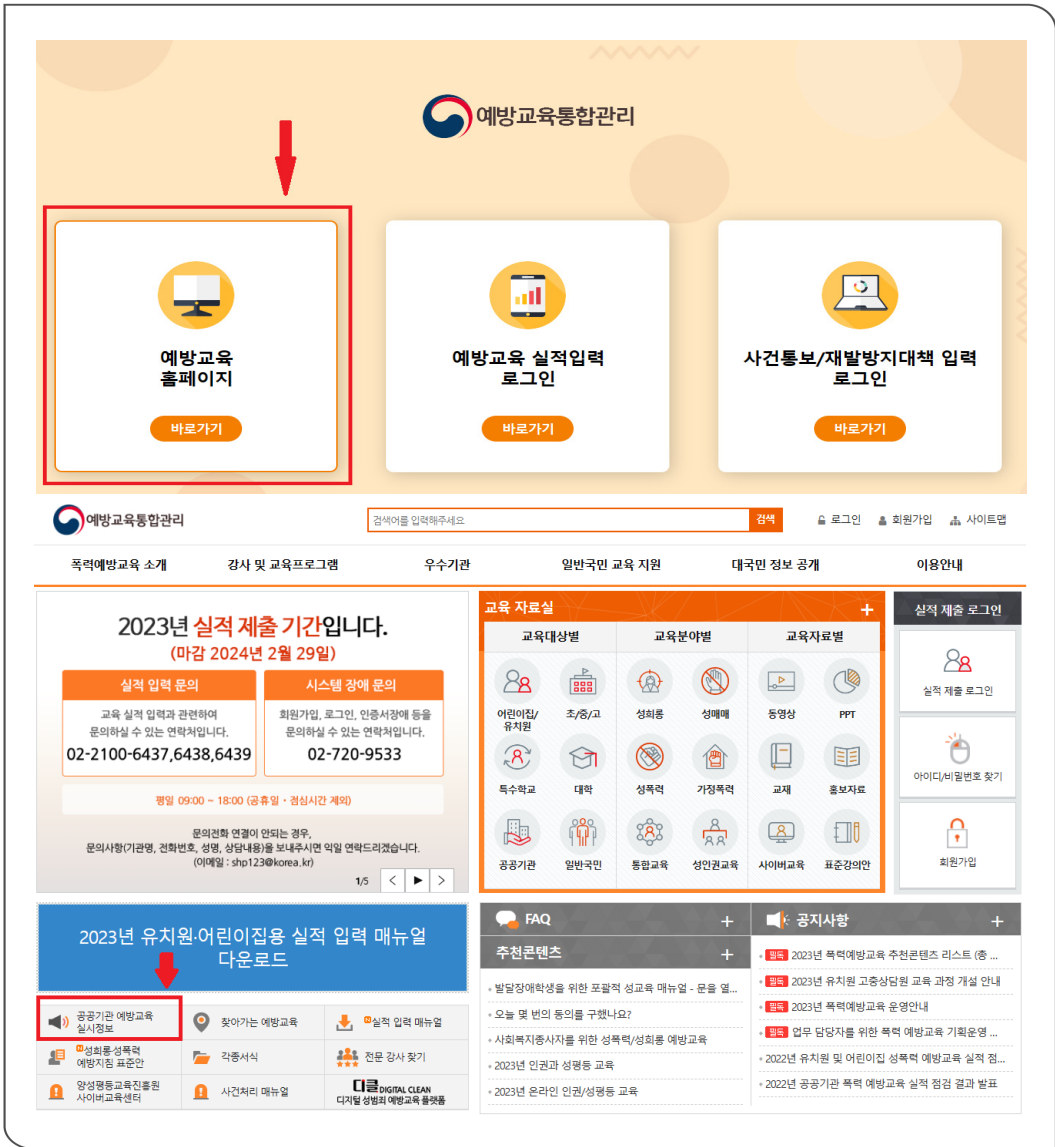 예방교육통합관리
예방교육
홈페이지
바로가기
예방교육 실적입력
로그인
바로가기
사건통보/재발방지대책 입력
로그인
바로가기
예방교육통합관리
검색어를 입력해주세요
검색
로그인
회원가입
사이트맵
폭력예방교육 소개
강사 및 교육프로그램
우수기관
일반국민 교육 지원
대국민 정보 공개
이용안내
2023년 실적 제출 기간입니다.
(마감 2024년 2월 29일)
실적 입력 문의
교육 실적 입력과 관련하여
문의하실 수 있는 연락처입니다.
02-2100-6437,6438,6439
시스템 장애 문의
회원가입, 로그인, 인증서장애 등을
문의하실 수 있는 연락처입니다.
02-720-9533
평일 09:00 ~ 18:00 (공휴일・점심시간 제외)
문의전화 연결이 안되는 경우,
문의사항(기관명, 전화번호, 성명, 상담내용)을 보내주시면 익일 연락드리겠습니다.
(이메일 : shp123@korea.kr)
1/5
교육 자료실
+
교육대상별
교육분야별
교육자료별
어린이집/
유치원
초/중/고
성희롱
성매매
동영상
PPT
특수학교
대학
성폭력
가정폭력
교재
홍보자료
공공기관
일반국민
통합교육
성인권교육
사이버교육
표준강의안
실적 제출 로그인
실적 제출 로그인
아이디/비밀번호 찾기
회원가입
2023년 유치원·어린이집용 실적 입력 매뉴얼
다운로드
공공기관 예방교육
실시정보
찾아가는 예방교육
실적 입력 매뉴얼
성희롱·성폭력
예방지침 표준안
각종서식
전문 강사 찾기
양성평등교육진흥원
사이버교육센터
사건처리 매뉴얼
디클 DIGITAL CLEAN
디지털 성범죄 예방교육 플랫폼
FAQ
+
추천콘텐츠
+
발달장애학생을 위한 포괄적 성교육 매뉴얼 - 문을 열...
오늘 몇 번의 동의를 구했나요?
사회복지종사자를 위한 성폭력/성희롱 예방교육
2023년 인권과 성평등 교육
2023년 온라인 인권/성평등 교육
공지사항
+
필독 2023년 폭력예방교육 추천콘텐츠 리스트 (총 ...
필독 2023년 유치원 고충상담원 교육 과정 개설 안내
필독 2023년 폭력예방교육 운영안내
필독 업무 담당자를 위한 폭력 예방교육 기획운영 ...
2022년 유치원 및 어린이집 성폭력 예방교육 실적 점...
2022년 공공기관 폭력 예방교육 실적 점검 결과 발표